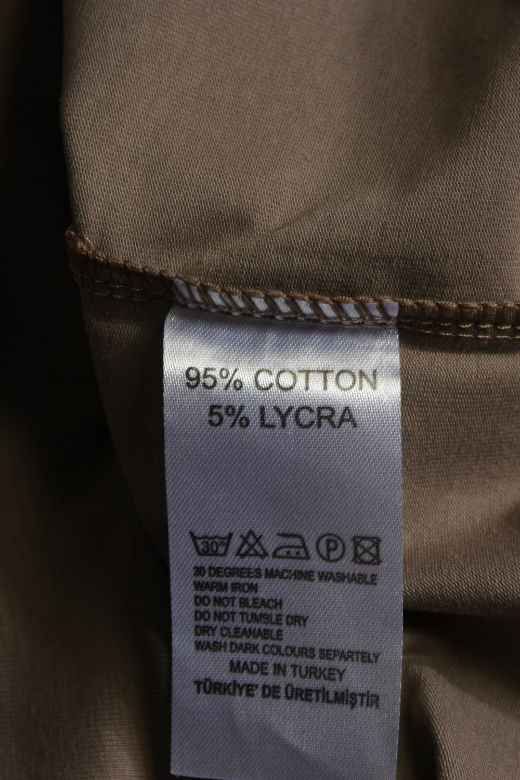 95% COTTON
5% LYCRA
30°
P
30 DEGREES MACHINE WASHABLE
WARM IRON
DO NOT BLEACH
DO NOT TUMBLE DRY
DRY CLEANABLE
WASH DARK COLOURS SEPARTELY
MADE IN TURKEY
TÜRKİYE' DE ÜRETİLMİŞTİR